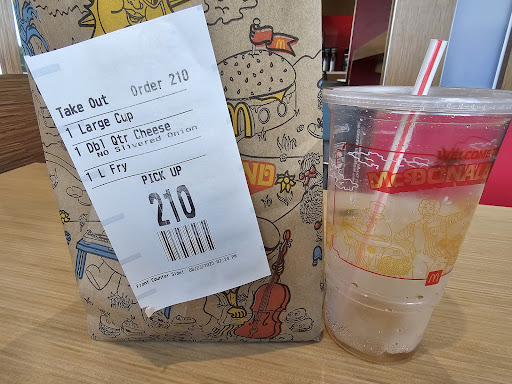 Take Out Order 210
1 Large Cup
1 Dbl Qtr Cheese
NO Slivered Onion
1 L Fry
PICK UP
210
WELCOME
MCDONALD